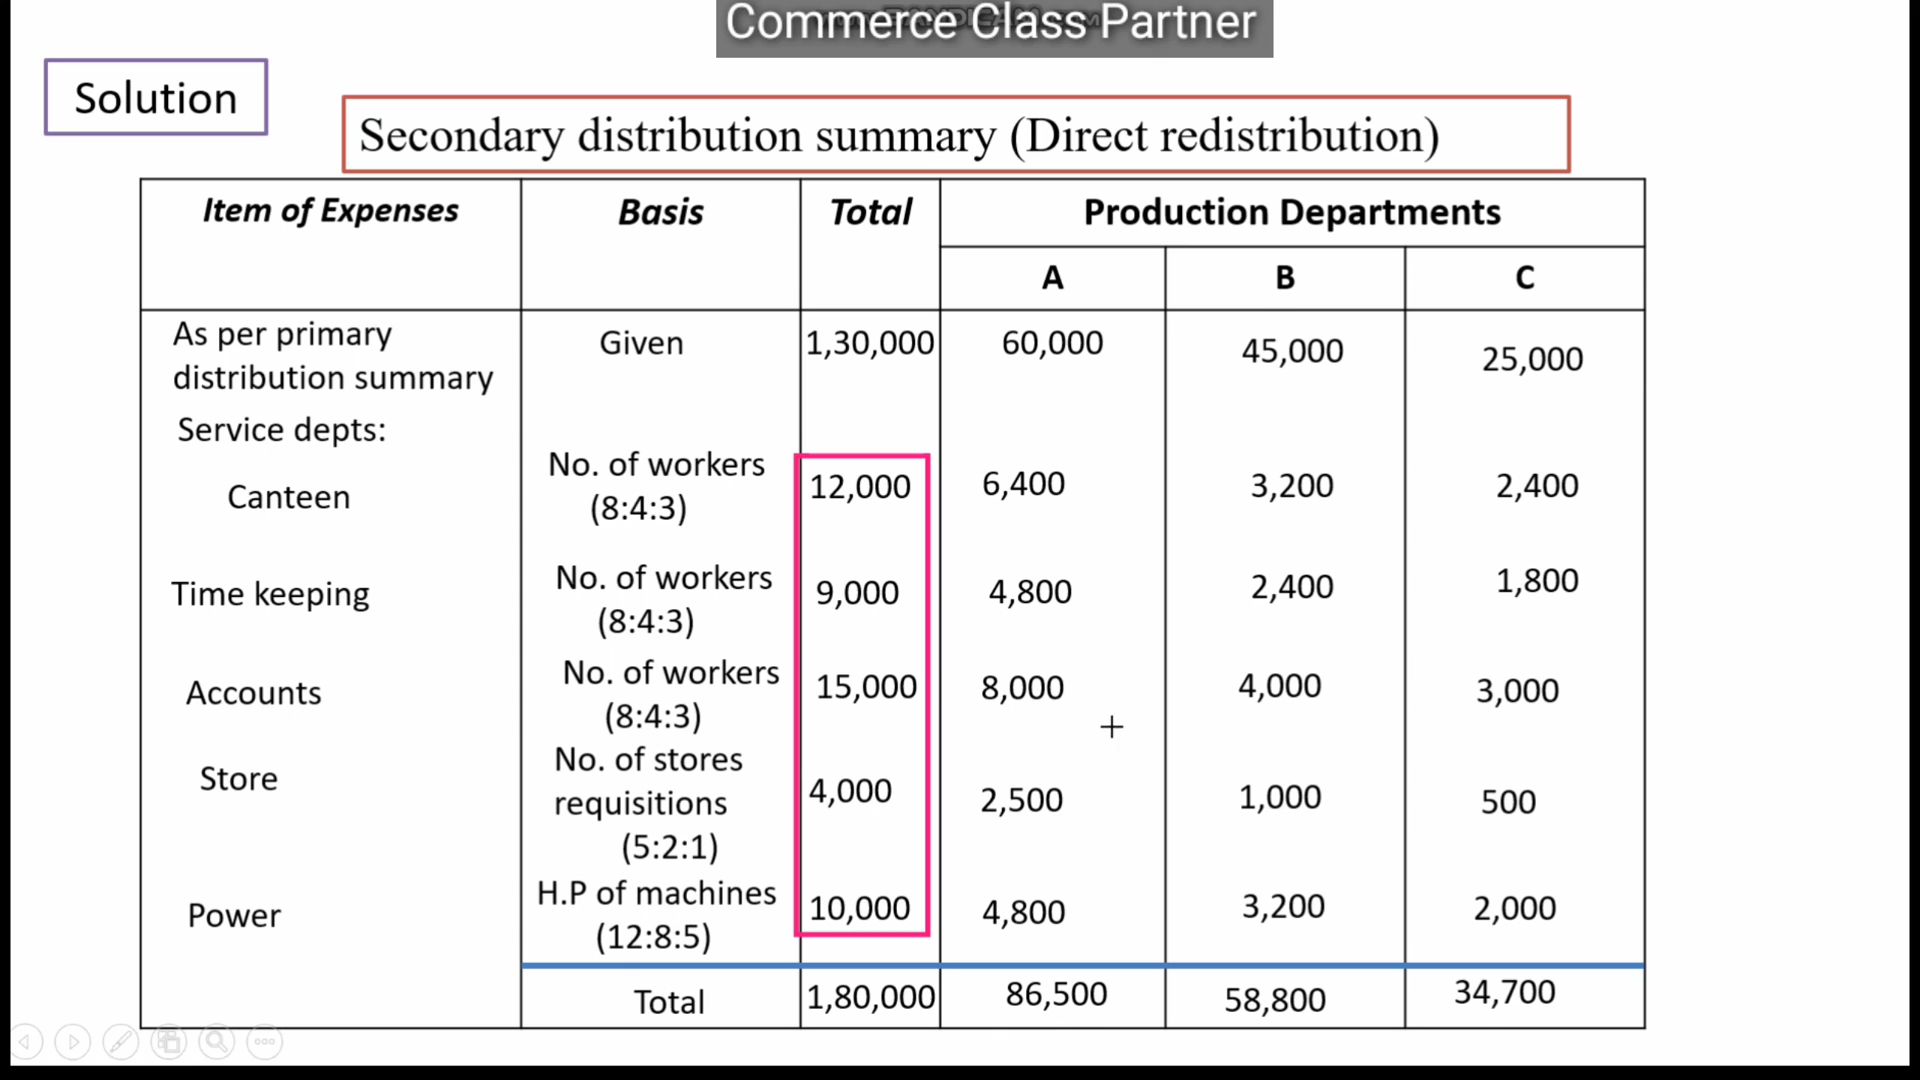 Commerce Class Partner
Solution
Secondary distribution summary (Direct redistribution)
Item of Expenses Basis Total Production Departments
A B C
As per primary distribution summary Given 1,30,000 60,000 45,000 25,000
Service depts:
Canteen No. of workers (8:4:3) 12,000 6,400 3,200 2,400
Time keeping No. of workers (8:4:3) 9,000 4,800 2,400 1,800
Accounts No. of workers (8:4:3) 15,000 8,000 4,000 3,000
Store No. of stores requisitions (5:2:1) 4,000 2,500 1,000 500
Power H.P of machines (12:8:5) 10,000 4,800 3,200 2,000
Total 1,80,000 86,500 58,800 34,700